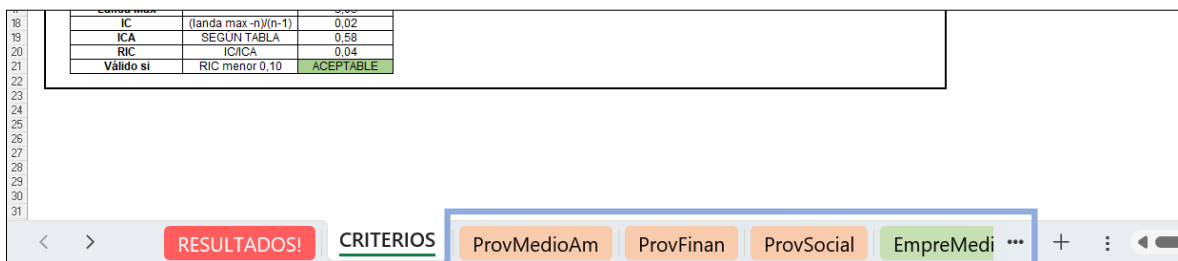 18 IC (landa max -n)/(n-1) 0,02
19 ICA SEGÚN TABLA 0,58
20 RIC IC/ICA 0,04
21 Válido si RIC menor 0,10 ACEPTABLE
22
23
24
25
26
27
28
29
30
31
RESULTADOS! CRITERIOS ProvMedioAm ProvFinan ProvSocial EmpreMedi •••